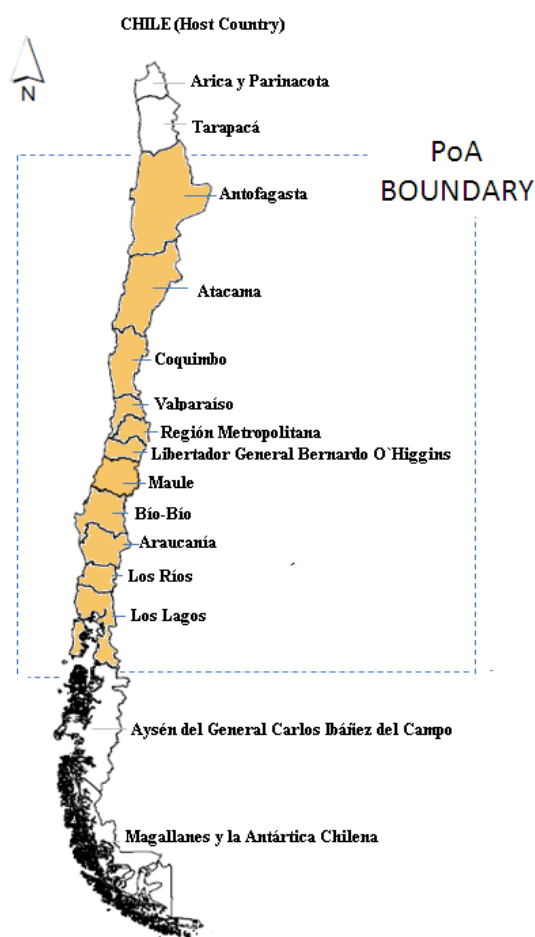 CHILE (Host Country)
N
Arica y Parinacota
Tarapacá
PoA
BOUNDARY
Antofagasta
Atacama
Coquimbo
Valparaíso
Región Metropolitana
Libertador General Bernardo O`Higgins
Maule
Bío-Bío
Araucanía
Los Ríos
Los Lagos
Aysén del General Carlos Ibáñez del Campo
Magallanes y la Antártica Chilena